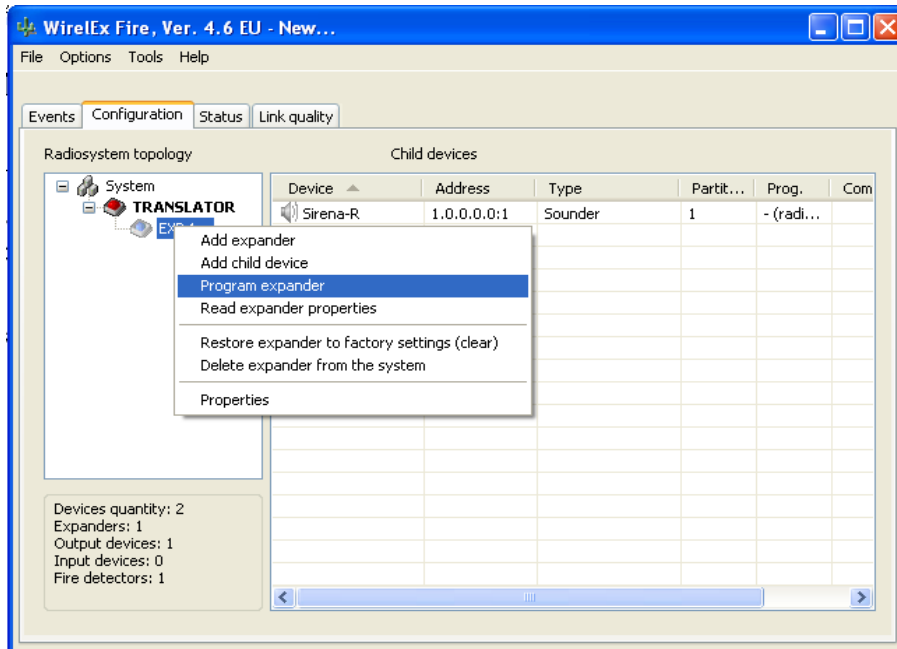 WirelEx Fire, Ver. 4.6 EU - New...
File Options Tools Help
Events Configuration Status Link quality
Radiosystem topology Child devices
System
TRANSLATOR
Device Address Type Partit... Prog. Com
Sirena-R 1.0.0.0.0:1 Sounder 1 - (radi...
Add expander
Add child device
Program expander
Read expander properties
Restore expander to factory settings (clear)
Delete expander from the system
Properties
Devices quantity: 2
Expanders: 1
Output devices: 1
Input devices: 0
Fire detectors: 1